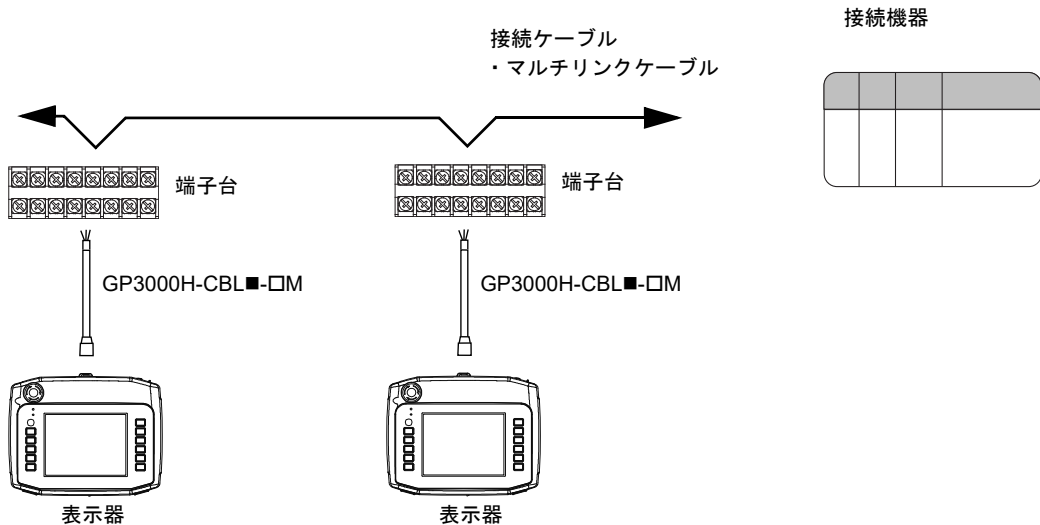 接続機器
接続ケーブル
・マルチリンクケーブル
端子台
端子台
GP3000H-CBL■-□M
GP3000H-CBL■-□M
表示器
表示器